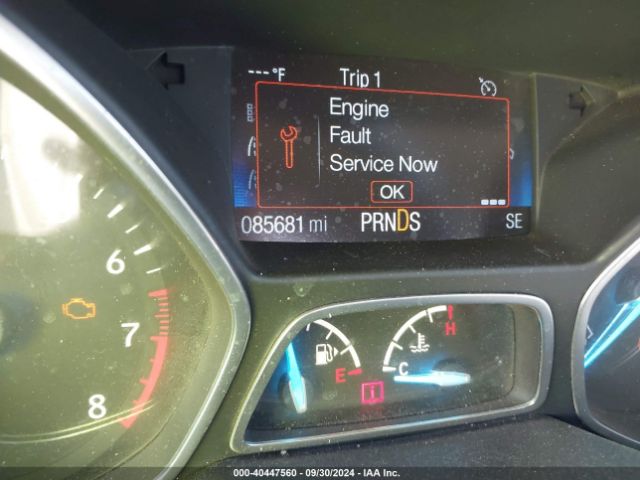 --- °F Trip 1
Engine
Fault
Service Now
OK
085681 mi PRNDS SE
6
7
8
E
C
H
i
000-40447560 - 09/30/2024 - IAA Inc.